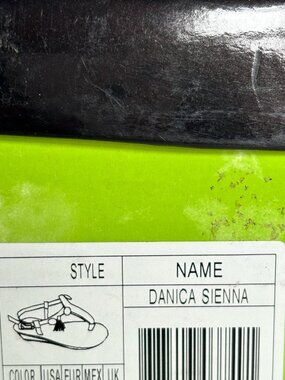 STYLE NAME
DANICA SIENNA
COLOR USA EUR MEX UK